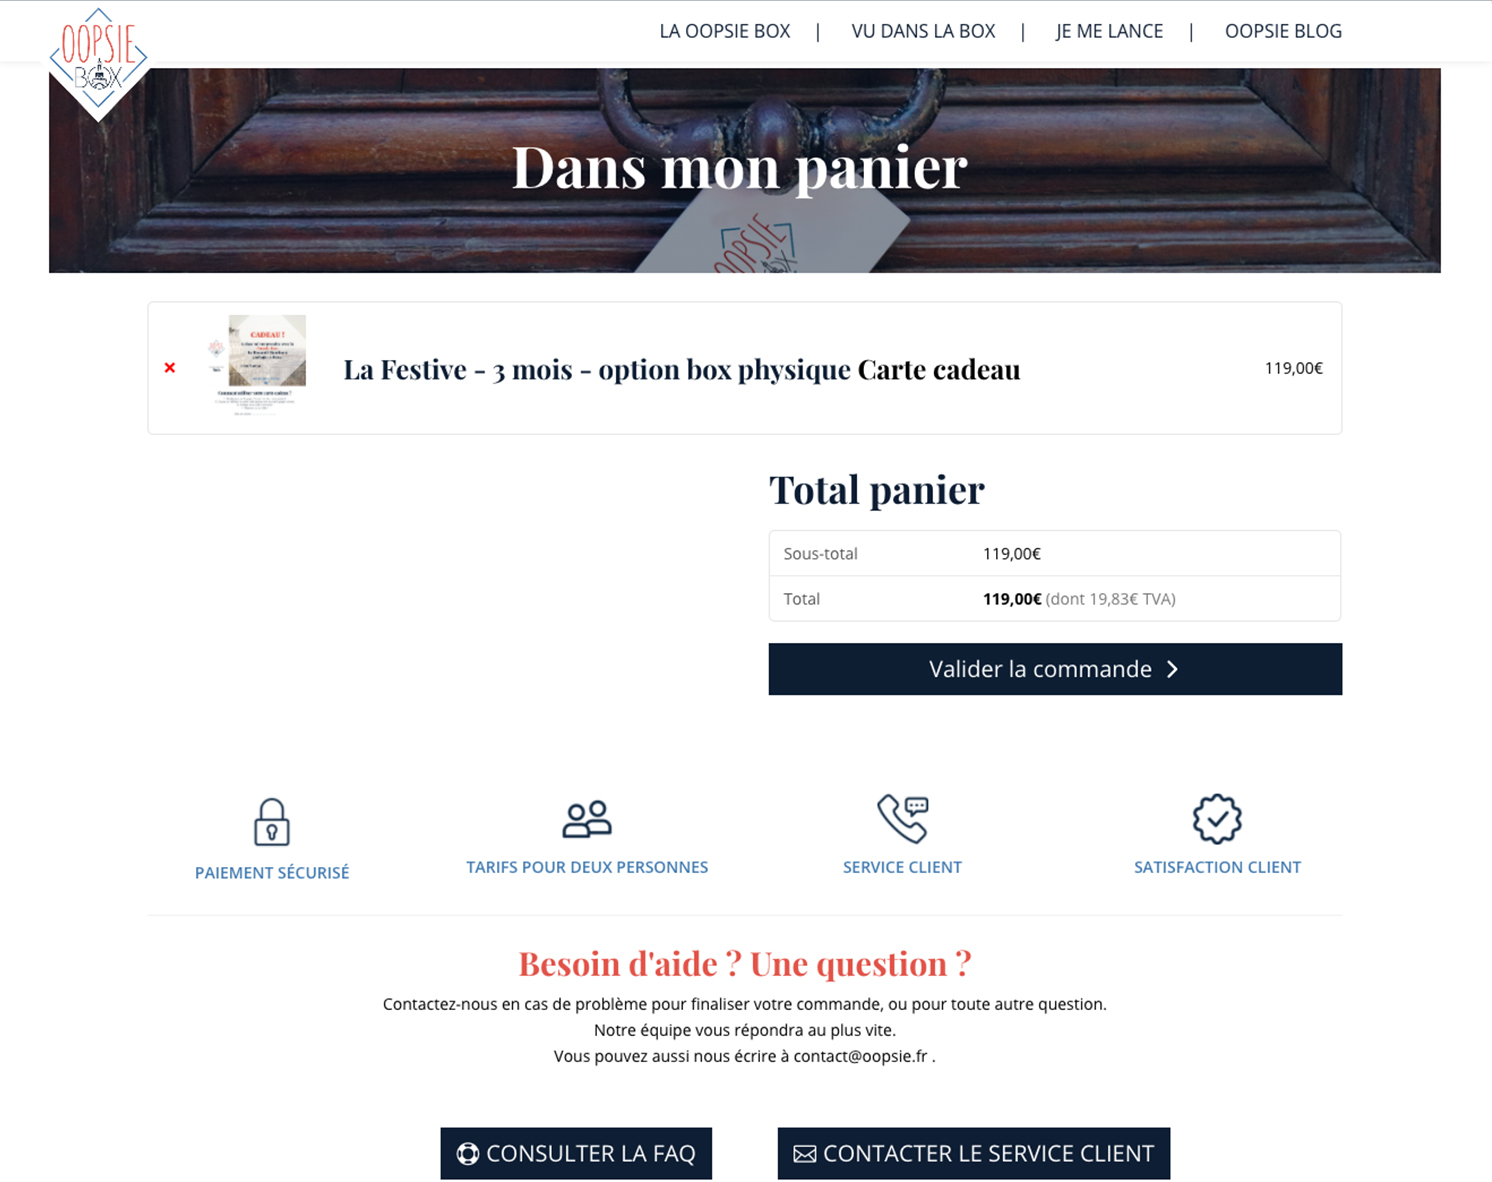 OOPSIE
BOX
LA OOPSIE BOX | VU DANS LA BOX | JE ME LANCE | OOPSIE BLOG
Dans mon panier
OOPSIE
BOX
CADEAU !
La Festive - 3 mois - option box physique Carte cadeau
119,00€
Total panier
Sous-total 119,00€
Total 119,00€ (dont 19,83€ TVA)
Valider la commande
PAIEMENT SÉCURISÉ
TARIFS POUR DEUX PERSONNES
SERVICE CLIENT
SATISFACTION CLIENT
Besoin d'aide ? Une question ?
Contactez-nous en cas de problème pour finaliser votre commande, ou pour toute autre question.
Notre équipe vous répondra au plus vite.
Vous pouvez aussi nous écrire à contact@oopsie.fr .
CONSULTER LA FAQ
CONTACTER LE SERVICE CLIENT